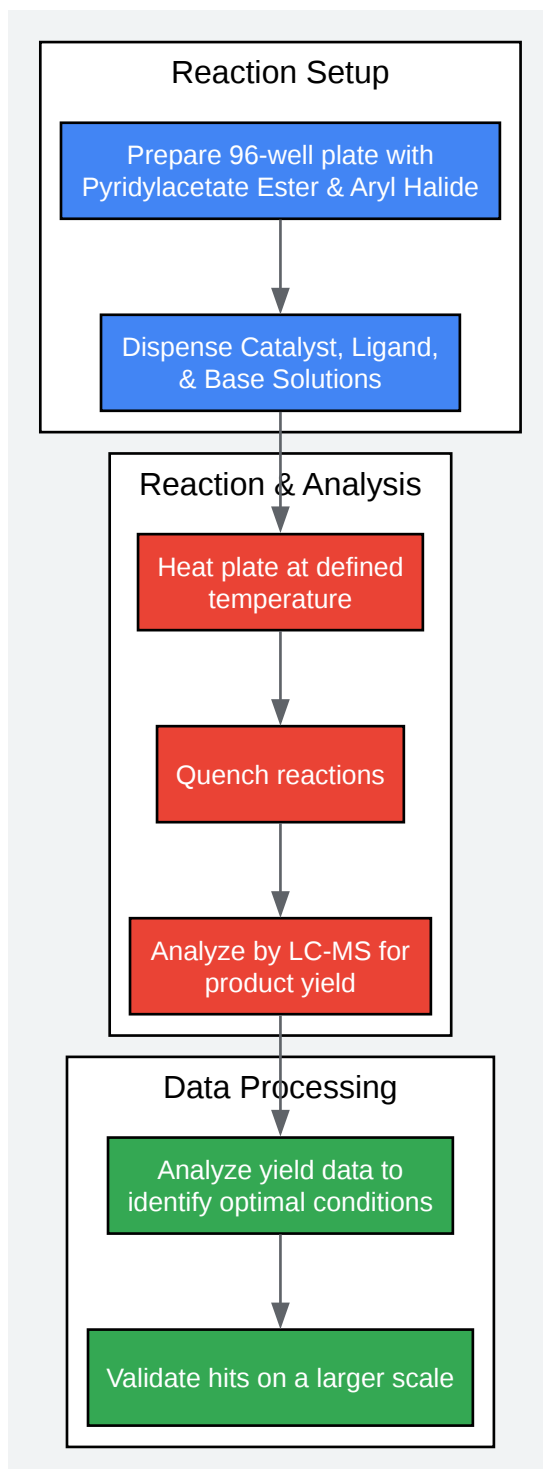 Reaction Setup
Prepare 96-well plate with
Pyridylacetate Ester & Aryl Halide
Dispense Catalyst, Ligand,
& Base Solutions
Reaction & Analysis
Heat plate at defined
temperature
Quench reactions
Analyze by LC-MS for
product yield
Data Processing
Analyze yield data to
identify optimal conditions
Validate hits on a larger scale